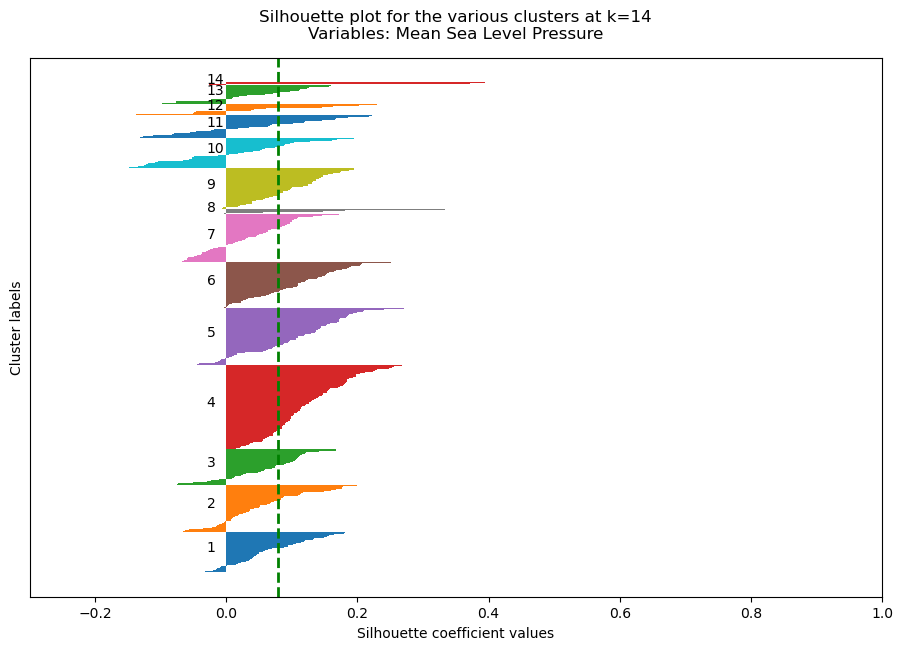 Silhouette plot for the various clusters at k=14
Variables: Mean Sea Level Pressure
14
13
12
11
10
9
8
7
6
5
4
3
2
1
Cluster labels
−0.2 0.0 0.2 0.4 0.6 0.8 1.0
Silhouette coefficient values